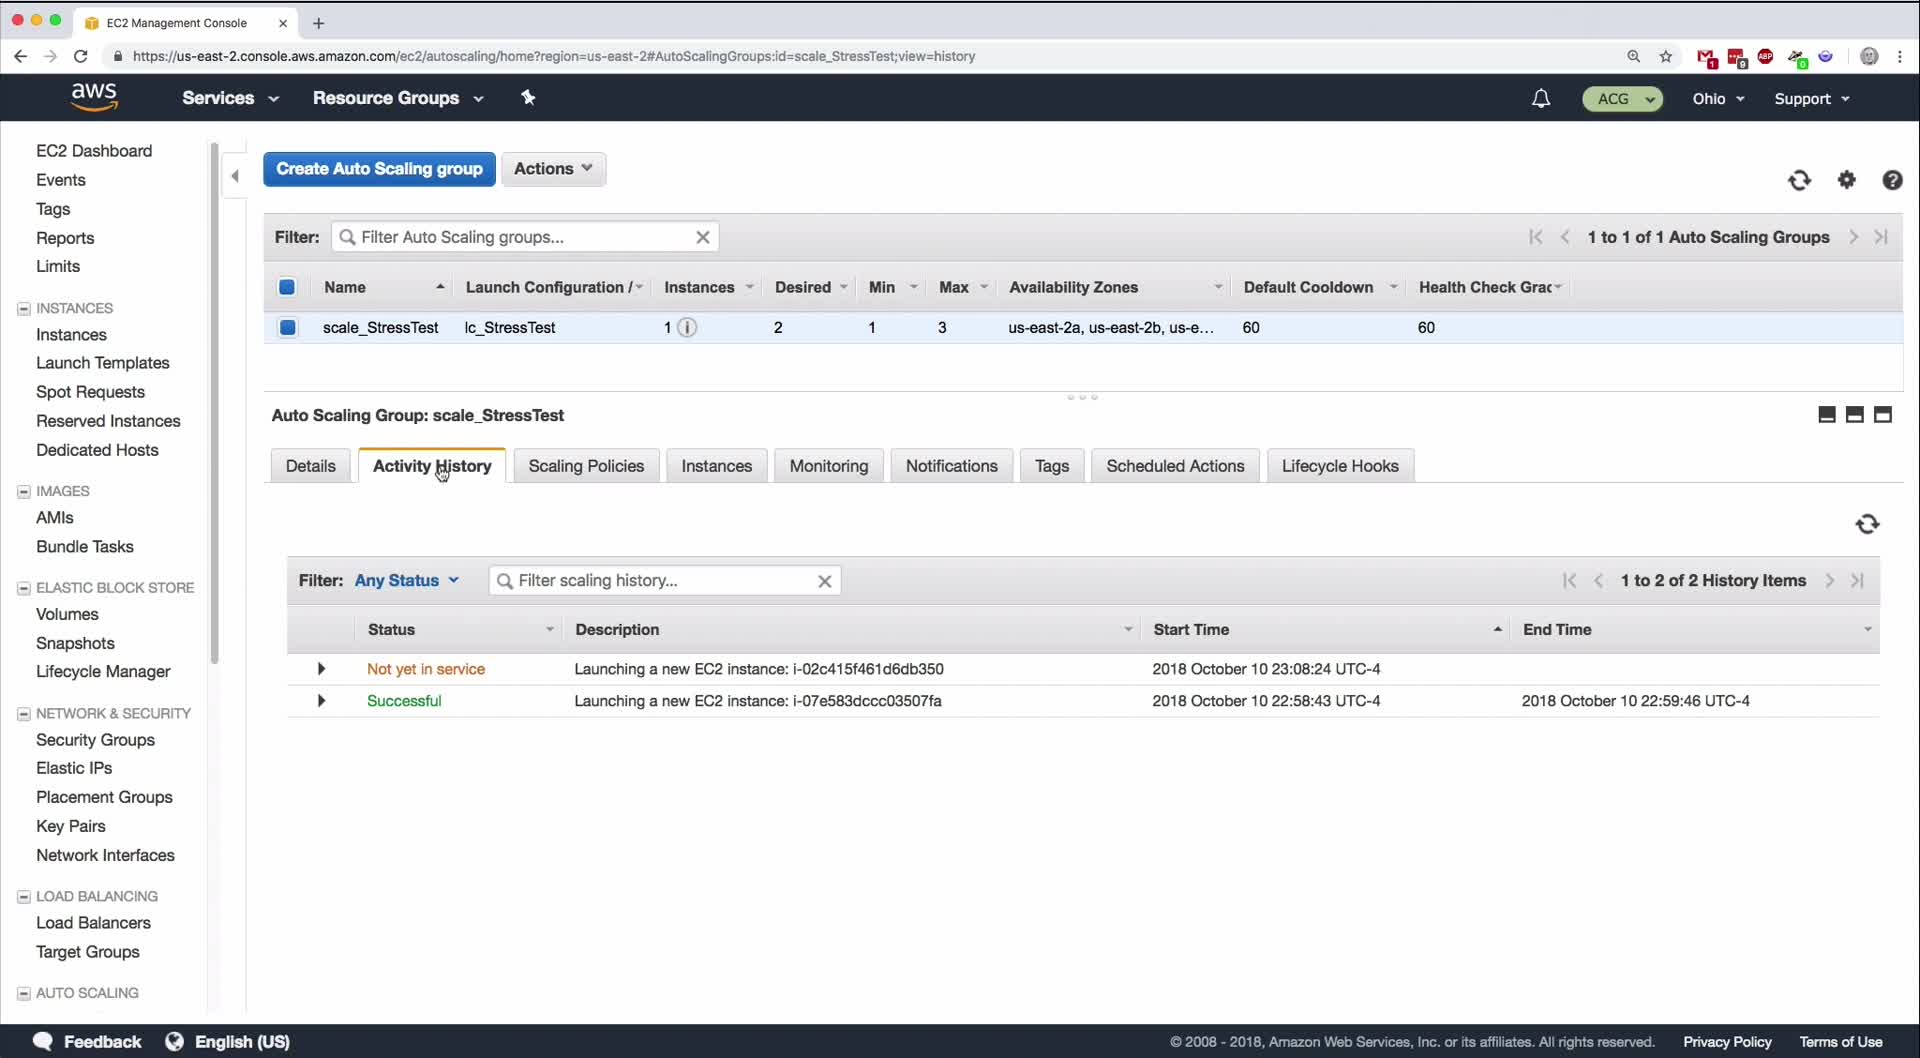 EC2 Management Console
https://us-east-2.console.aws.amazon.com/ec2/autoscaling/home?region=us-east-2#AutoScalingGroups:id=scale_StressTest;view=history
1
9
ABP
0
aws
Services
Resource Groups
ACG
Ohio
Support
EC2 Dashboard
Events
Tags
Reports
Limits
INSTANCES
Instances
Launch Templates
Spot Requests
Reserved Instances
Dedicated Hosts
IMAGES
AMIs
Bundle Tasks
ELASTIC BLOCK STORE
Volumes
Snapshots
Lifecycle Manager
NETWORK & SECURITY
Security Groups
Elastic IPs
Placement Groups
Key Pairs
Network Interfaces
LOAD BALANCING
Load Balancers
Target Groups
AUTO SCALING
Create Auto Scaling group
Actions
Filter: Filter Auto Scaling groups...
1 to 1 of 1 Auto Scaling Groups
Name Launch Configuration / Instances Desired Min Max Availability Zones Default Cooldown Health Check Grac
scale_StressTest lc_StressTest 1 2 1 3 us-east-2a, us-east-2b, us-e... 60 60
Auto Scaling Group: scale_StressTest
Details Activity History Scaling Policies Instances Monitoring Notifications Tags Scheduled Actions Lifecycle Hooks
Filter: Any Status Filter scaling history... 1 to 2 of 2 History Items
Status Description Start Time End Time
Not yet in service Launching a new EC2 instance: i-02c415f461d6db350 2018 October 10 23:08:24 UTC-4
Successful Launching a new EC2 instance: i-07e583dccc03507fa 2018 October 10 22:58:43 UTC-4 2018 October 10 22:59:46 UTC-4
Feedback English (US)
© 2008 - 2018, Amazon Web Services, Inc. or its affiliates. All rights reserved. Privacy Policy Terms of Use